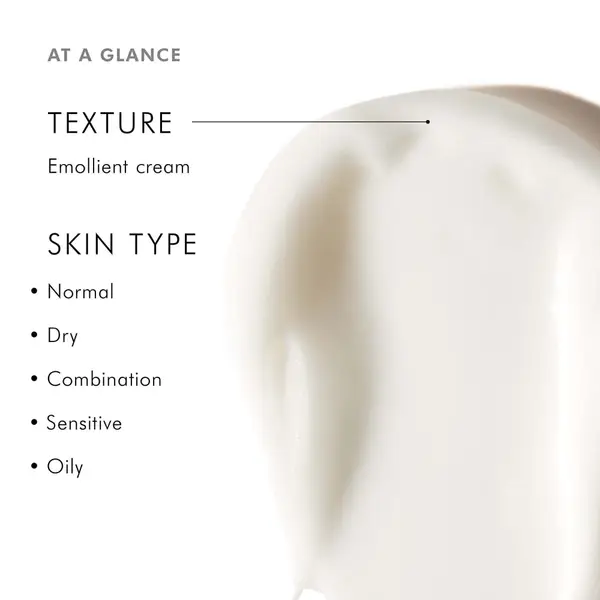 AT A GLANCE
TEXTURE
Emollient cream
SKIN TYPE
• Normal
• Dry
• Combination
• Sensitive
• Oily